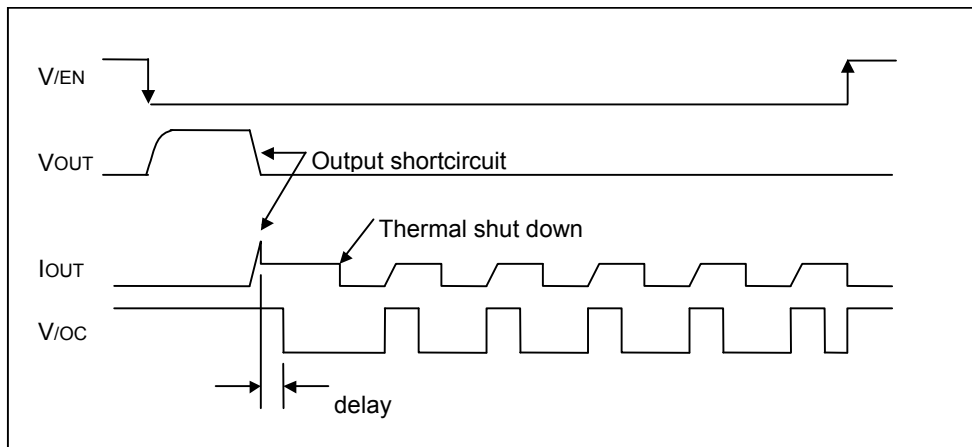 V/EN
VOUT
Output shortcircuit
Thermal shut down
IOUT
V/OC
delay